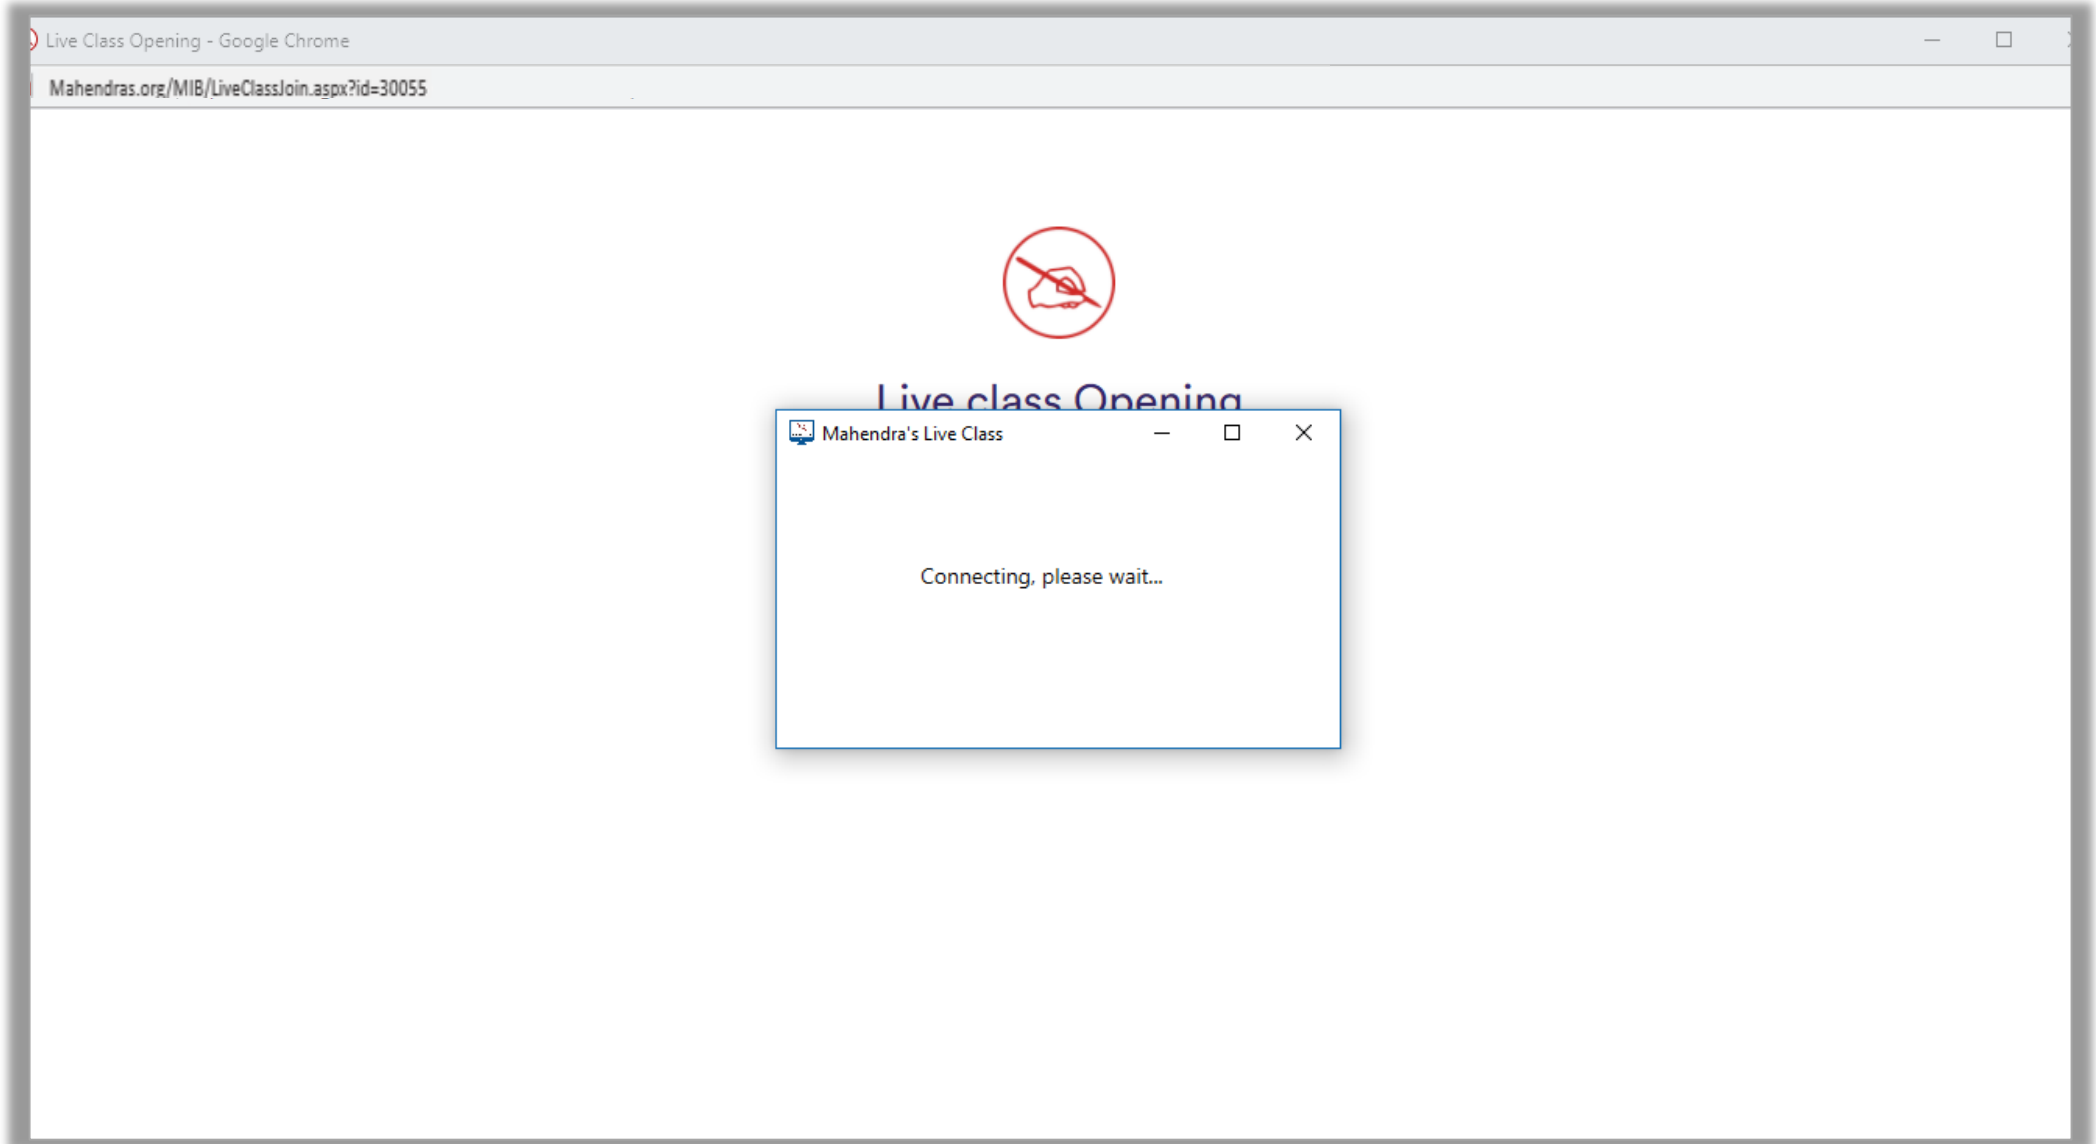 Live Class Opening - Google Chrome
Mahendras.org/MIB/LiveClassJoin.aspx?id=30055
Live class Opening
Mahendra's Live Class
Connecting, please wait...